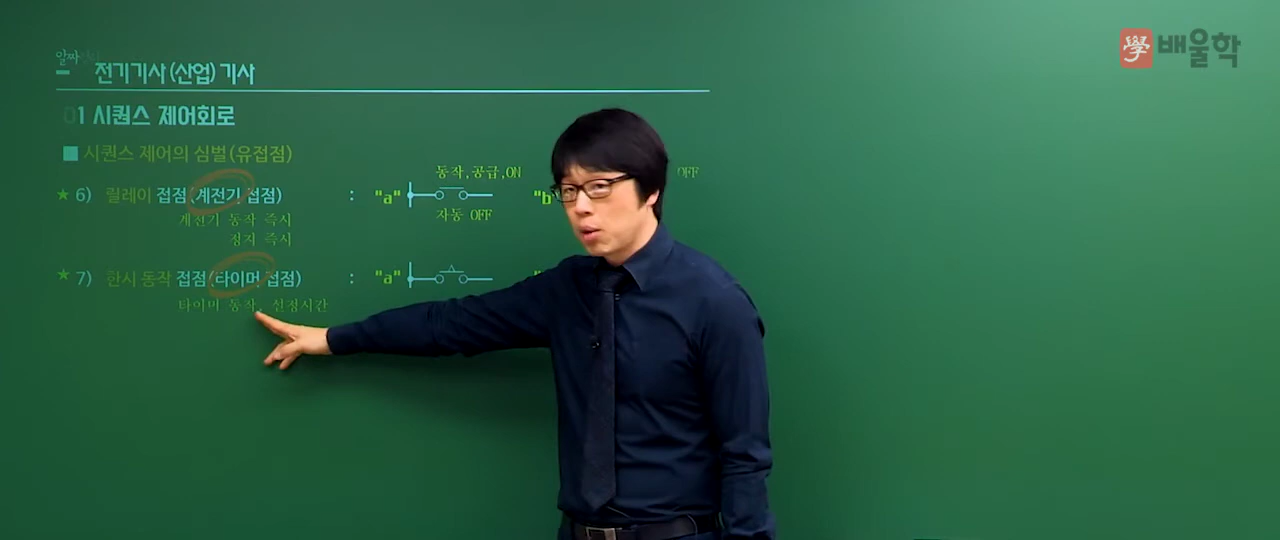 學 배울학
알짜
전기기사(산업)기사
01 시퀀스 제어회로
■ 시퀀스 제어의 심벌(유접점)
★ 6) 릴레이 접점(계전기 접점) : "a" "b
동작,공급,ON OFF
자동 OFF
계전기 동작 즉시
정지 즉시
★ 7) 한시 동작 접점(타이머 접점) : "a" "
타이머 동작, 설정시간